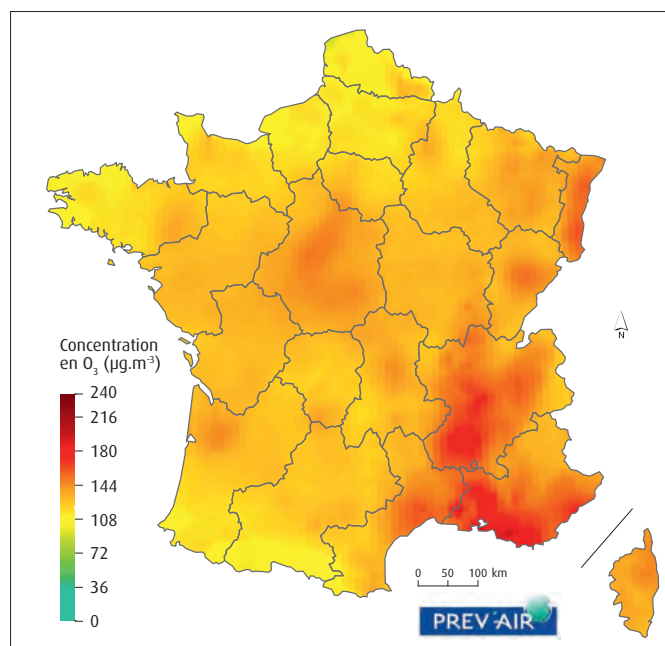 Concentration
en O₃ (µg.m⁻³)
240
216
180
144
108
72
36
0
N
0 50 100 km
PREV'AIR